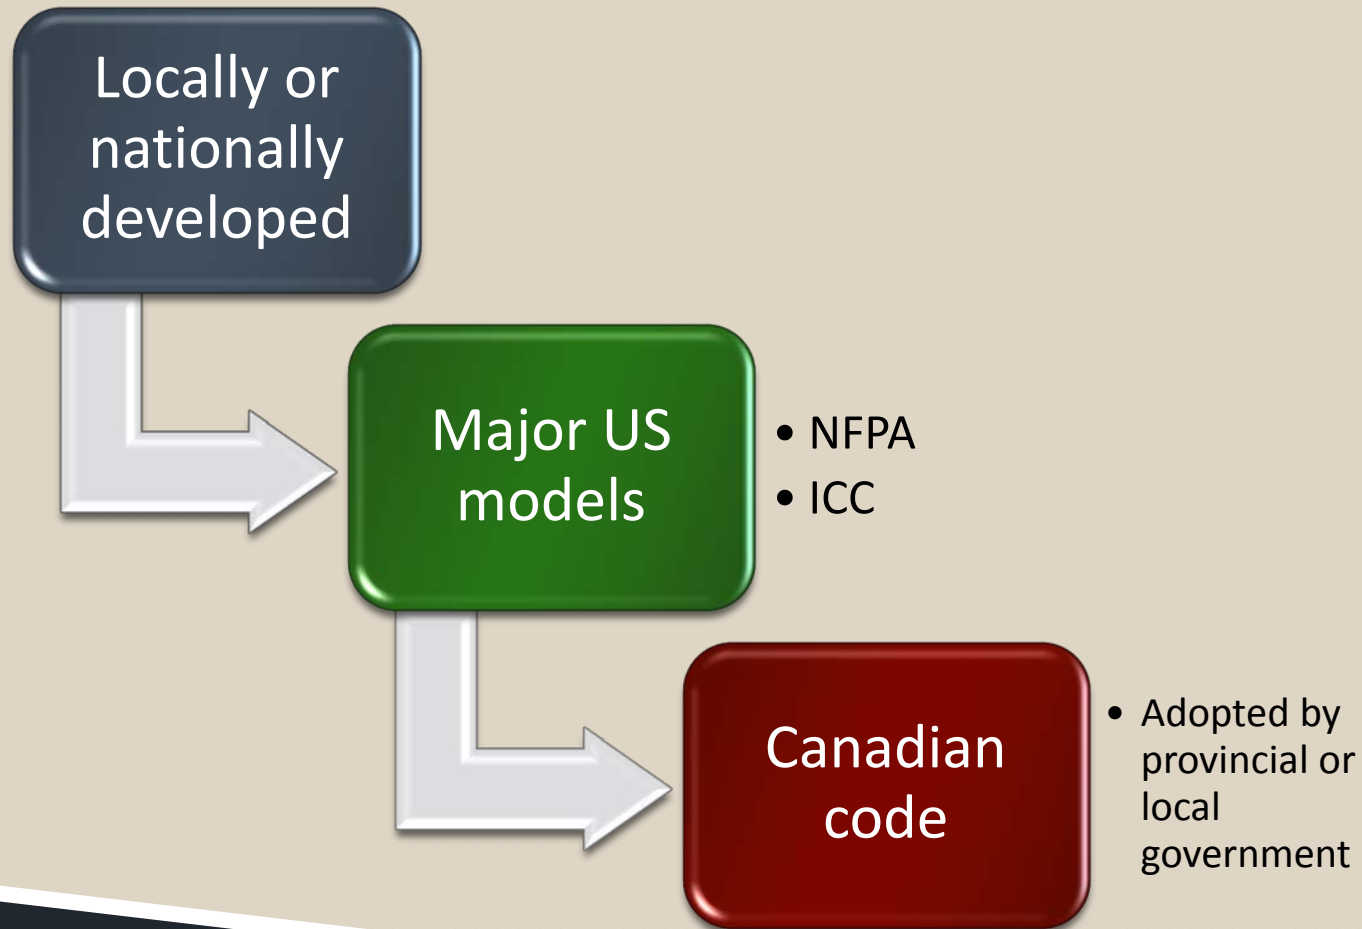 Locally or
nationally
developed
Major US
models
• NFPA
• ICC
Canadian
code
• Adopted by
provincial or
local
government